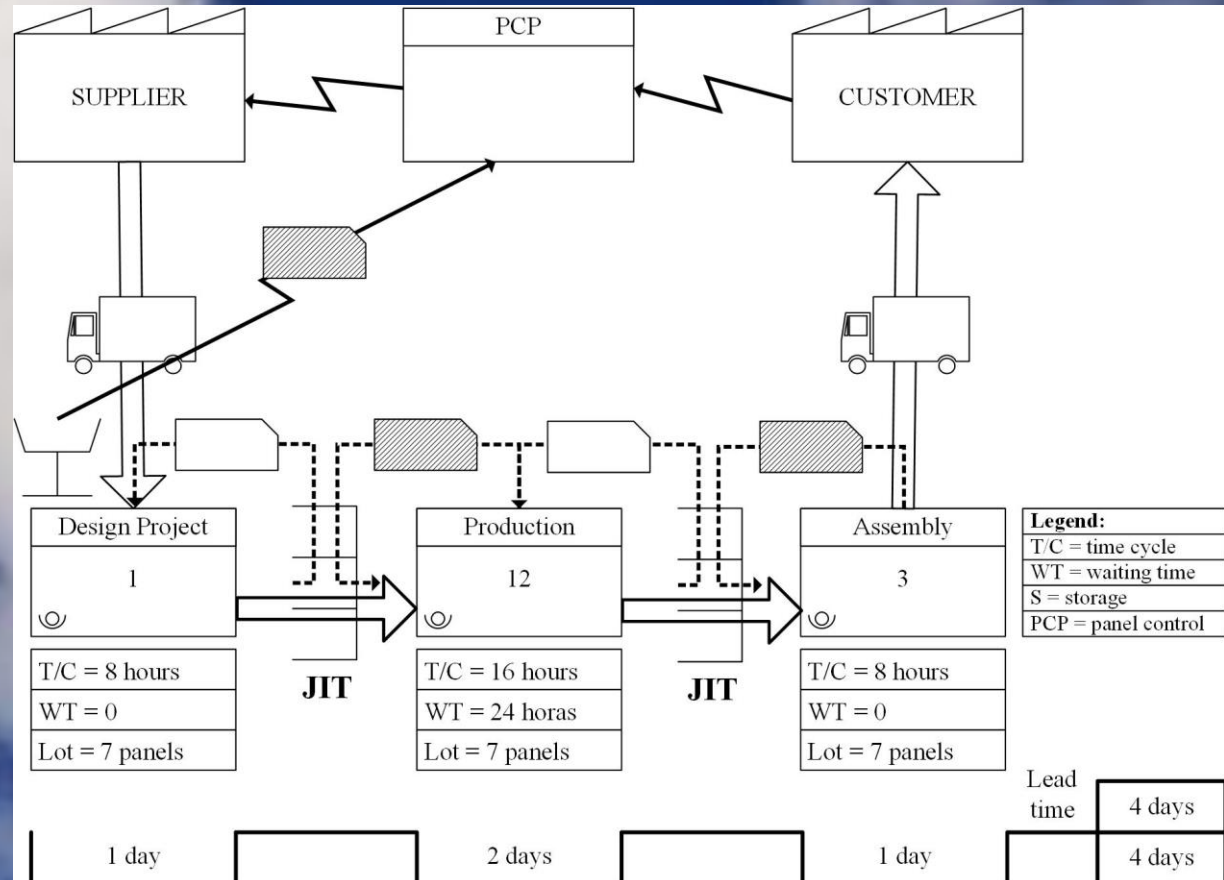 SUPPLIER
PCP
CUSTOMER
Design Project
1
T/C = 8 hours
WT = 0
Lot = 7 panels
JIT
Production
12
T/C = 16 hours
WT = 24 horas
Lot = 7 panels
JIT
Assembly
3
T/C = 8 hours
WT = 0
Lot = 7 panels
Legend:
T/C = time cycle
WT = waiting time
S = storage
PCP = panel control
Lead
time
4 days
1 day
2 days
1 day
4 days